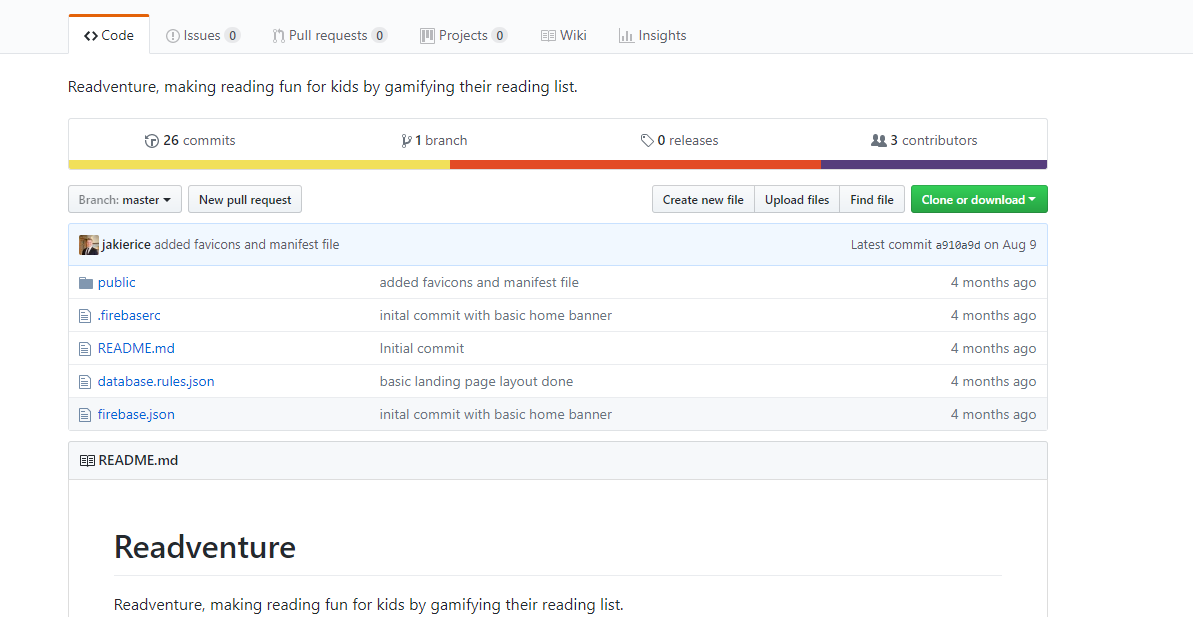 Code Issues 0 Pull requests 0 Projects 0 Wiki Insights
Readventure, making reading fun for kids by gamifying their reading list.
26 commits 1 branch 0 releases 3 contributors
Branch: master New pull request Create new file Upload files Find file Clone or download
jakierice added favicons and manifest file Latest commit a910a9d on Aug 9
public added favicons and manifest file 4 months ago
.firebaserc inital commit with basic home banner 4 months ago
README.md Initial commit 4 months ago
database.rules.json basic landing page layout done 4 months ago
firebase.json inital commit with basic home banner 4 months ago
README.md
Readventure
Readventure, making reading fun for kids by gamifying their reading list.